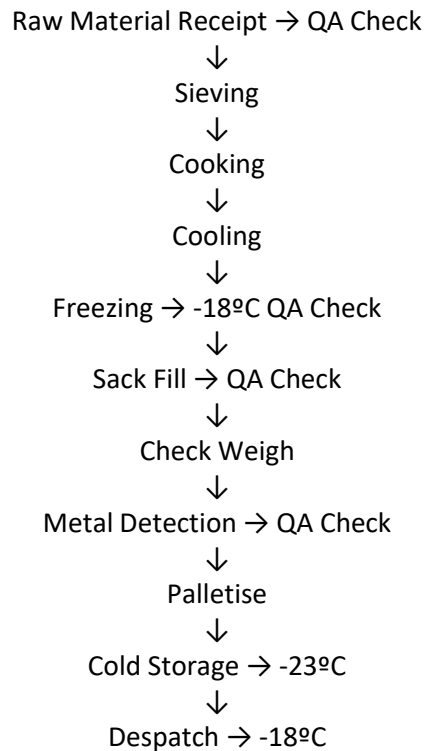 Raw Material Receipt → QA Check
↓
Sieving
↓
Cooking
↓
Cooling
↓
Freezing → -18ºC QA Check
↓
Sack Fill → QA Check
↓
Check Weigh
↓
Metal Detection → QA Check
↓
Palletise
↓
Cold Storage → -23ºC
↓
Despatch → -18ºC